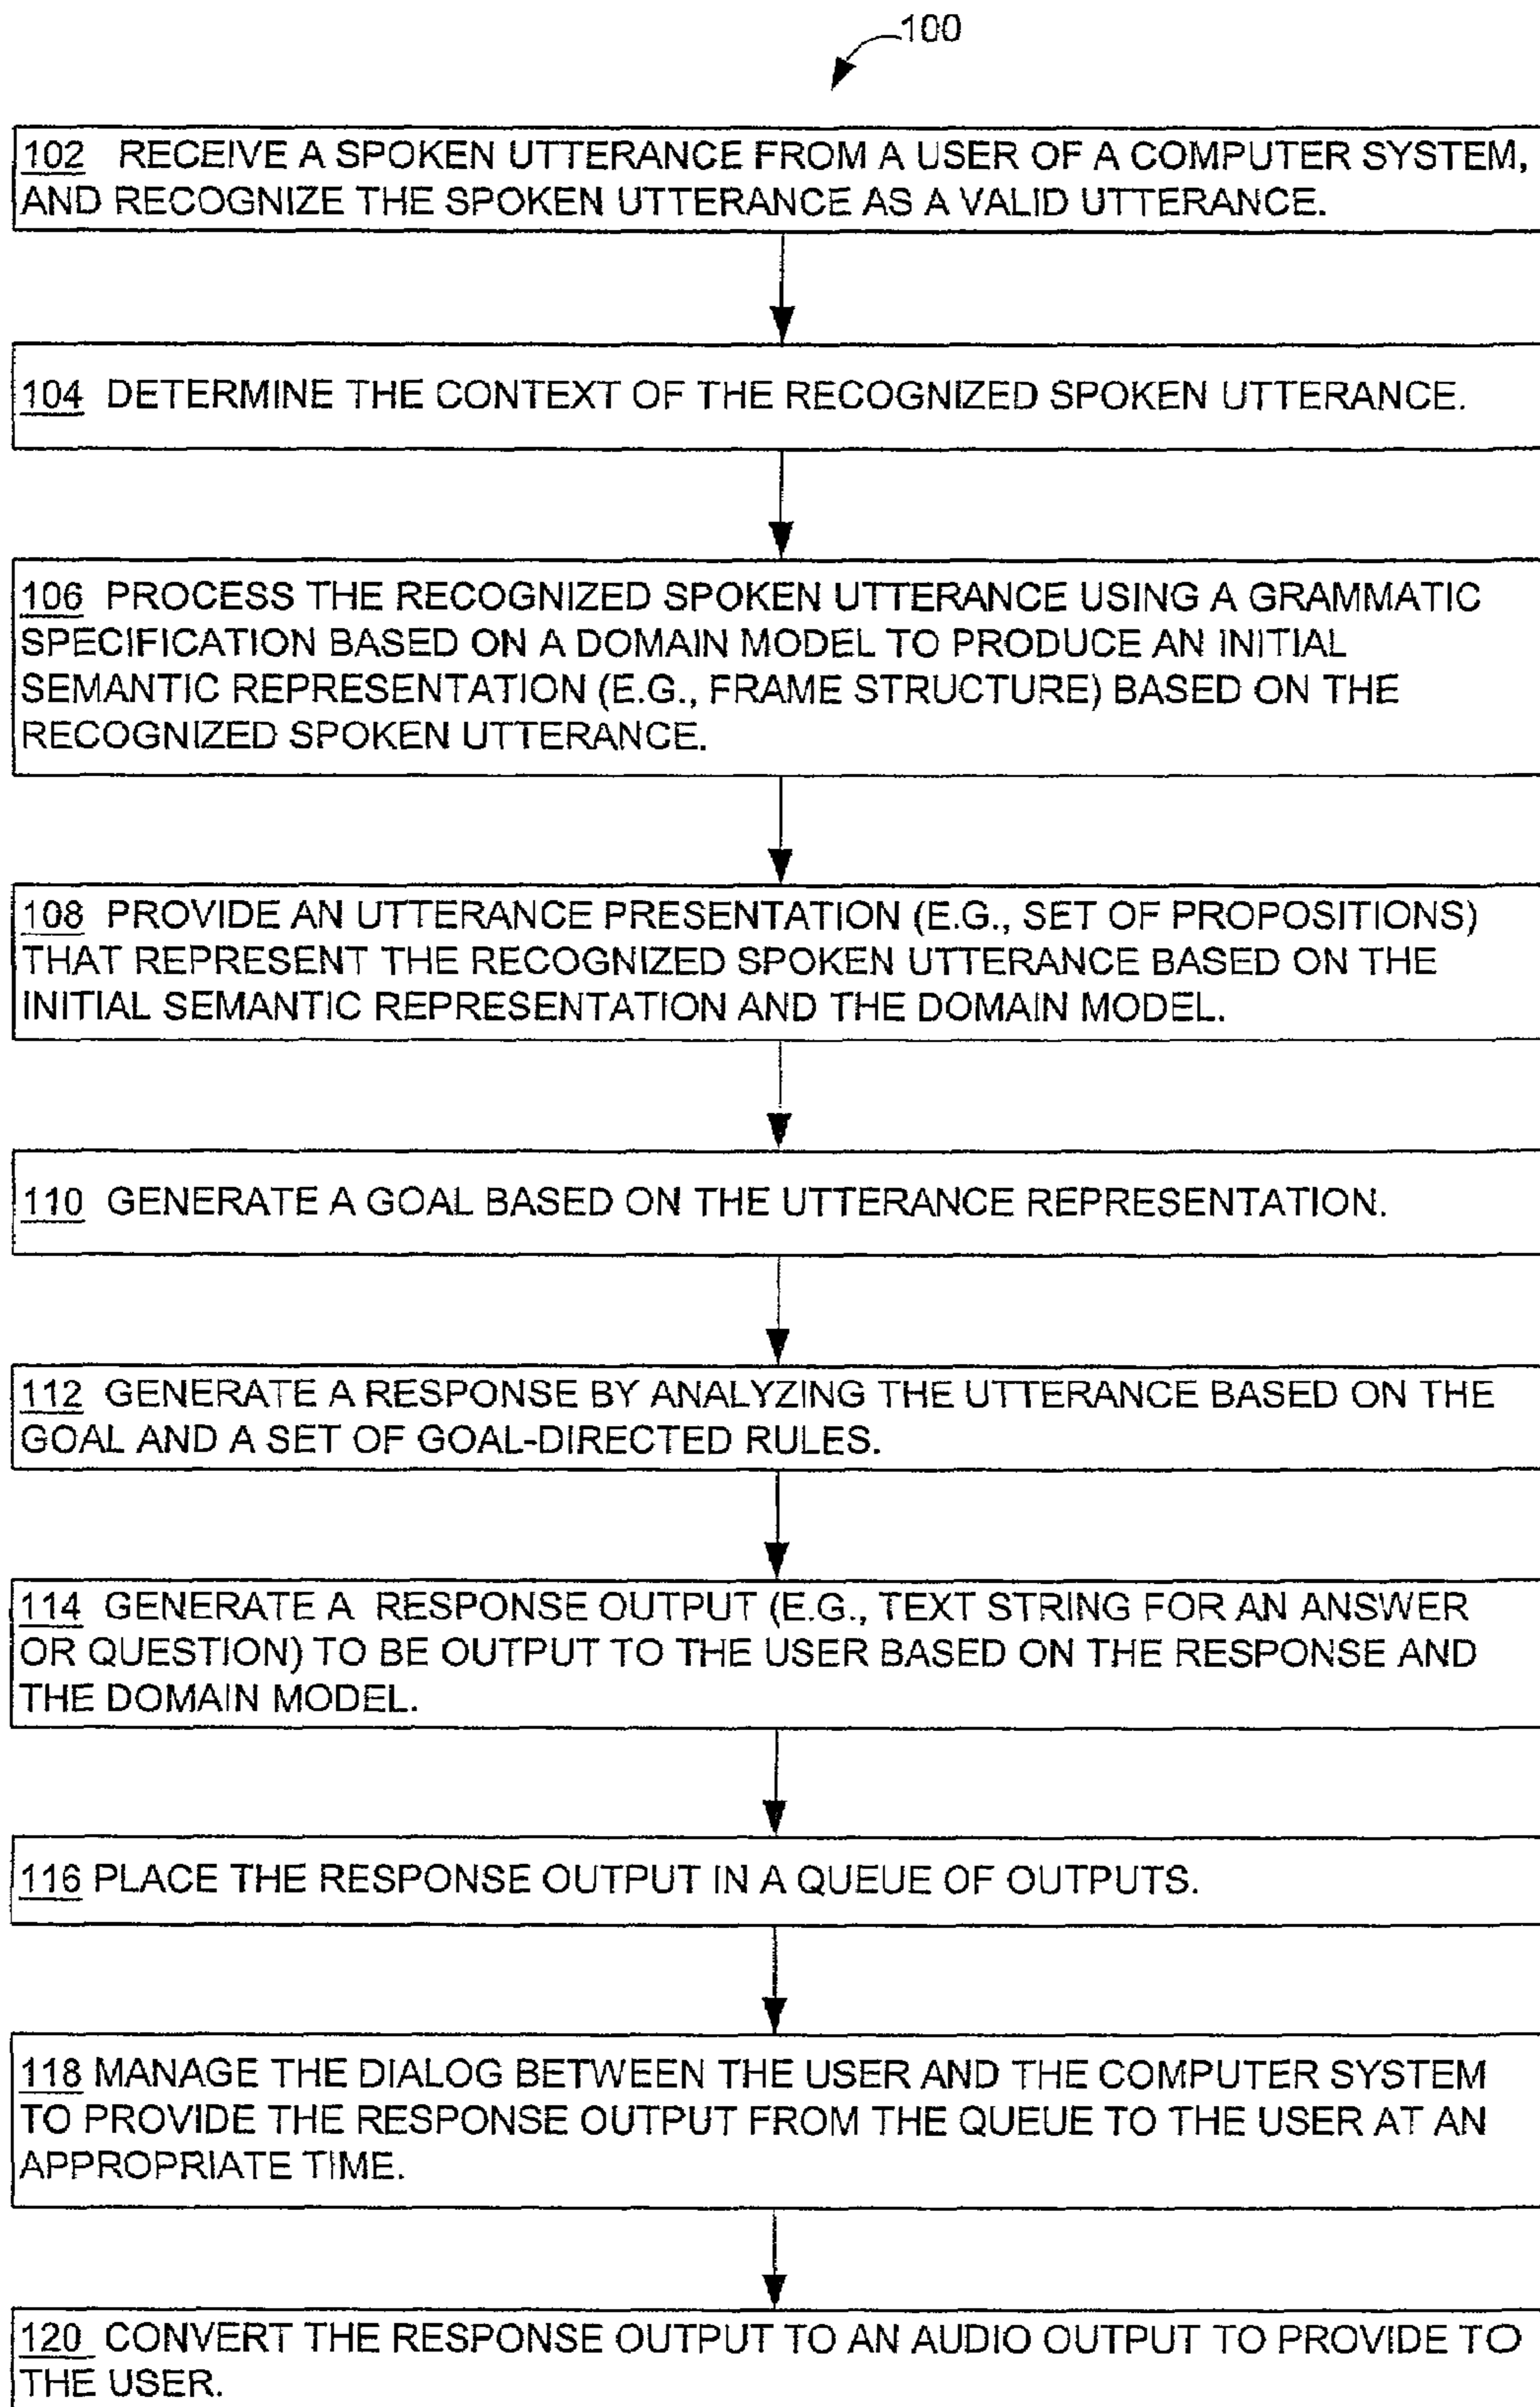 100
102 RECEIVE A SPOKEN UTTERANCE FROM A USER OF A COMPUTER SYSTEM,
AND RECOGNIZE THE SPOKEN UTTERANCE AS A VALID UTTERANCE.
104 DETERMINE THE CONTEXT OF THE RECOGNIZED SPOKEN UTTERANCE.
106 PROCESS THE RECOGNIZED SPOKEN UTTERANCE USING A GRAMMATIC
SPECIFICATION BASED ON A DOMAIN MODEL TO PRODUCE AN INITIAL
SEMANTIC REPRESENTATION (E.G., FRAME STRUCTURE) BASED ON THE
RECOGNIZED SPOKEN UTTERANCE.
108 PROVIDE AN UTTERANCE PRESENTATION (E.G., SET OF PROPOSITIONS)
THAT REPRESENT THE RECOGNIZED SPOKEN UTTERANCE BASED ON THE
INITIAL SEMANTIC REPRESENTATION AND THE DOMAIN MODEL.
110 GENERATE A GOAL BASED ON THE UTTERANCE REPRESENTATION.
112 GENERATE A RESPONSE BY ANALYZING THE UTTERANCE BASED ON THE
GOAL AND A SET OF GOAL-DIRECTED RULES.
114 GENERATE A RESPONSE OUTPUT (E.G., TEXT STRING FOR AN ANSWER
OR QUESTION) TO BE OUTPUT TO THE USER BASED ON THE RESPONSE AND
THE DOMAIN MODEL.
116 PLACE THE RESPONSE OUTPUT IN A QUEUE OF OUTPUTS.
118 MANAGE THE DIALOG BETWEEN THE USER AND THE COMPUTER SYSTEM
TO PROVIDE THE RESPONSE OUTPUT FROM THE QUEUE TO THE USER AT AN
APPROPRIATE TIME.
120 CONVERT THE RESPONSE OUTPUT TO AN AUDIO OUTPUT TO PROVIDE TO
THE USER.